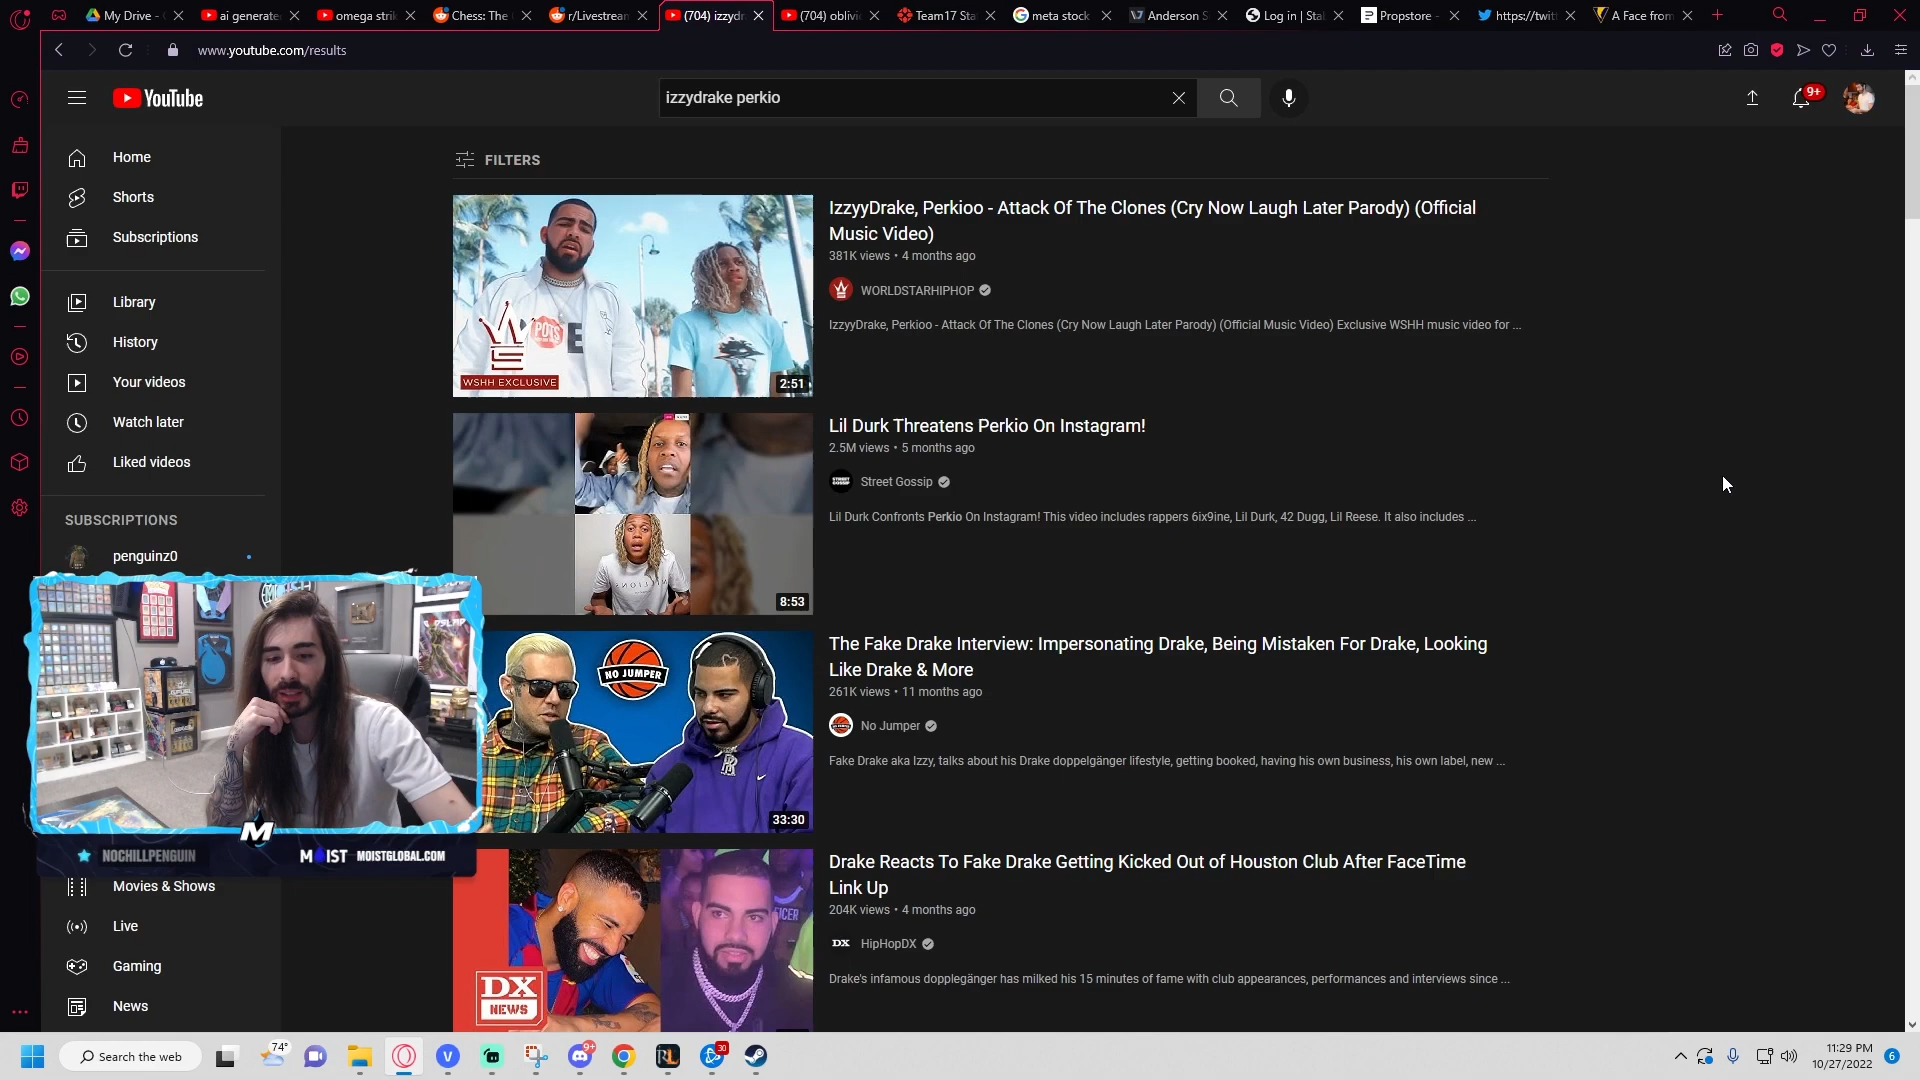 My Drive -
ai generate
omega stri
Chess: The
r/Livestream
(704) izzydr
(704) oblivi
Team17 Sta
meta stock
Anderson S
Log in | Sta
Propstore -
https://twit
A Face from
www.youtube.com/results
YouTube
izzydrake perkio
9+
Home
Shorts
Subscriptions
Library
History
Your videos
Watch later
Liked videos
SUBSCRIPTIONS
penguinz0
FILTERS
POTS
WSHH EXCLUSIVE
2:51
IzzyyDrake, Perkioo - Attack Of The Clones (Cry Now Laugh Later Parody) (Official
Music Video)
381K views • 4 months ago
WORLDSTARHIPHOP
IzzyyDrake, Perkioo - Attack Of The Clones (Cry Now Laugh Later Parody) (Official Music Video) Exclusive WSHH music video for ...
8:53
Lil Durk Threatens Perkio On Instagram!
2.5M views • 5 months ago
Street Gossip
Lil Durk Confronts Perkio On Instagram! This video includes rappers 6ix9ine, Lil Durk, 42 Dugg, Lil Reese. It also includes ...
NO JUMPER
33:30
The Fake Drake Interview: Impersonating Drake, Being Mistaken For Drake, Looking
Like Drake & More
261K views • 11 months ago
No Jumper
Fake Drake aka Izzy, talks about his Drake doppelgänger lifestyle, getting booked, having his own business, his own label, new ...
DX
NEWS
Drake Reacts To Fake Drake Getting Kicked Out of Houston Club After FaceTime
Link Up
204K views • 4 months ago
DX HipHopDX
Drake's infamous dopplegänger has milked his 15 minutes of fame with club appearances, performances and interviews since ...
M
NOCHILLPENGUIN
MOIST MOISTGLOBAL.COM
Movies & Shows
Live
Gaming
News
Search the web
74°
9+
30
11:29 PM
10/27/2022
6